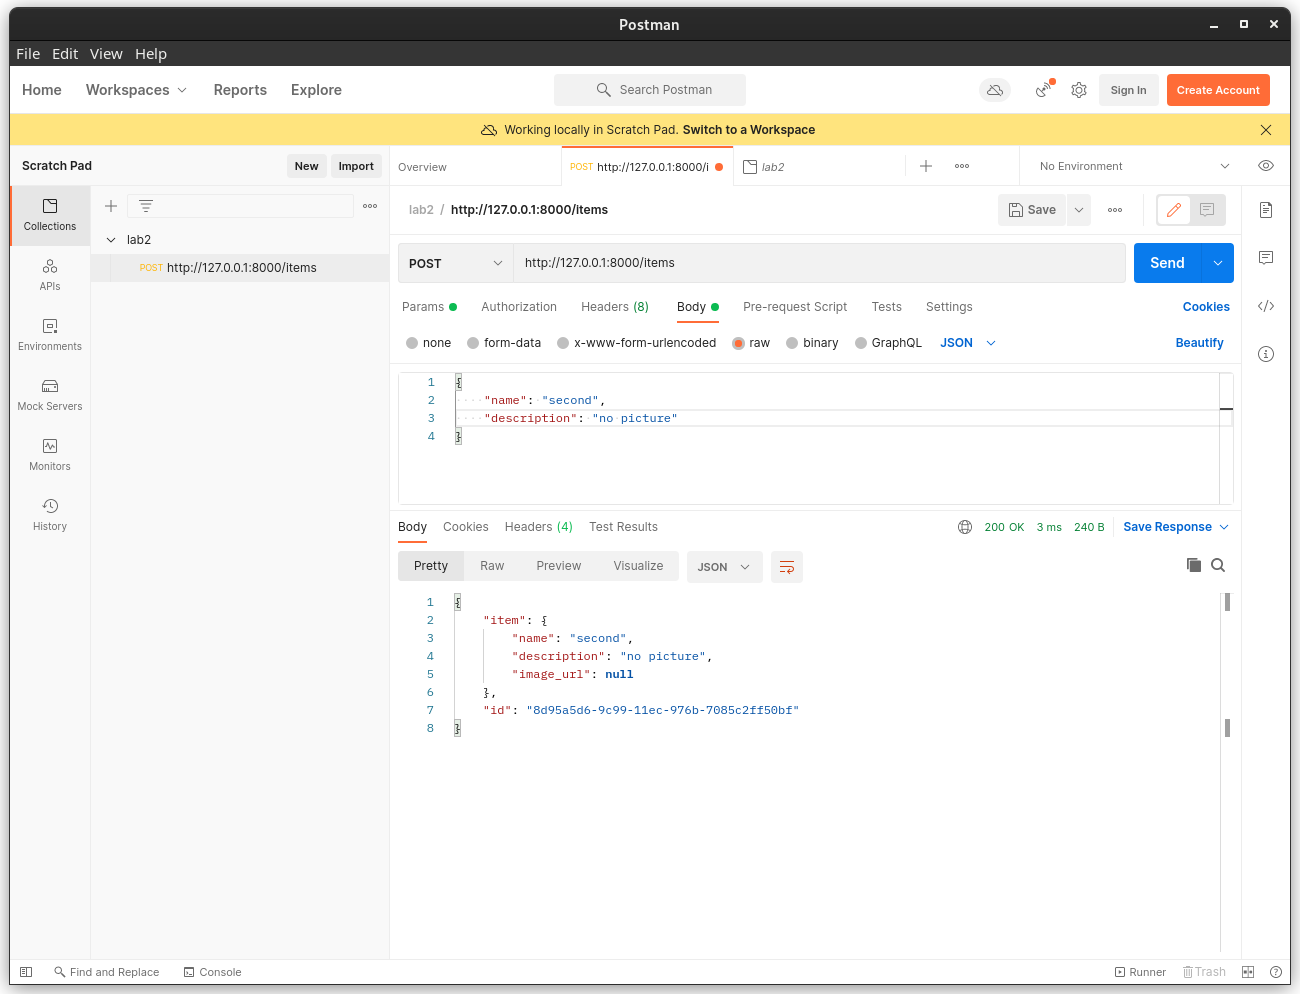 Postman
File Edit View Help
Home Workspaces Reports Explore Search Postman Sign In Create Account
Working locally in Scratch Pad. Switch to a Workspace
Scratch Pad New Import
Overview POST http://127.0.0.1:8000/i lab2 No Environment
Collections
APIs
Environments
Mock Servers
Monitors
History
lab2
POST http://127.0.0.1:8000/items
lab2 / http://127.0.0.1:8000/items Save
POST http://127.0.0.1:8000/items Send
Params Authorization Headers (8) Body Pre-request Script Tests Settings Cookies
none form-data x-www-form-urlencoded raw binary GraphQL JSON Beautify
1 {
2 "name": "second",
3 "description": "no picture"
4 }
Body Cookies Headers (4) Test Results 200 OK 3 ms 240 B Save Response
Pretty Raw Preview Visualize JSON
1 {
2 "item": {
3 "name": "second",
4 "description": "no picture",
5 "image_url": null
6 },
7 "id": "8d95a5d6-9c99-11ec-976b-7085c2ff50bf"
8 }
Find and Replace Console Runner Trash